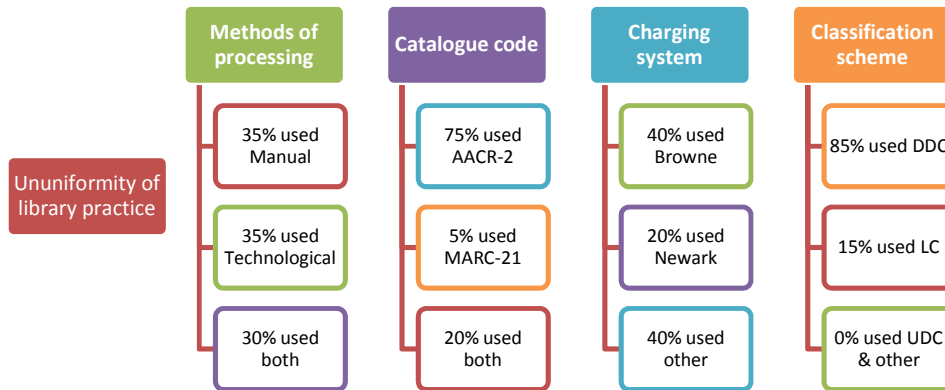 Ununiformity of
library practice
Methods of
processing
35% used
Manual
35% used
Technological
30% used
both
Catalogue code
75% used
AACR-2
5% used
MARC-21
20% used
both
Charging
system
40% used
Browne
20% used
Newark
40% used
other
Classification
scheme
85% used DDC
15% used LC
0% used UDC
& other